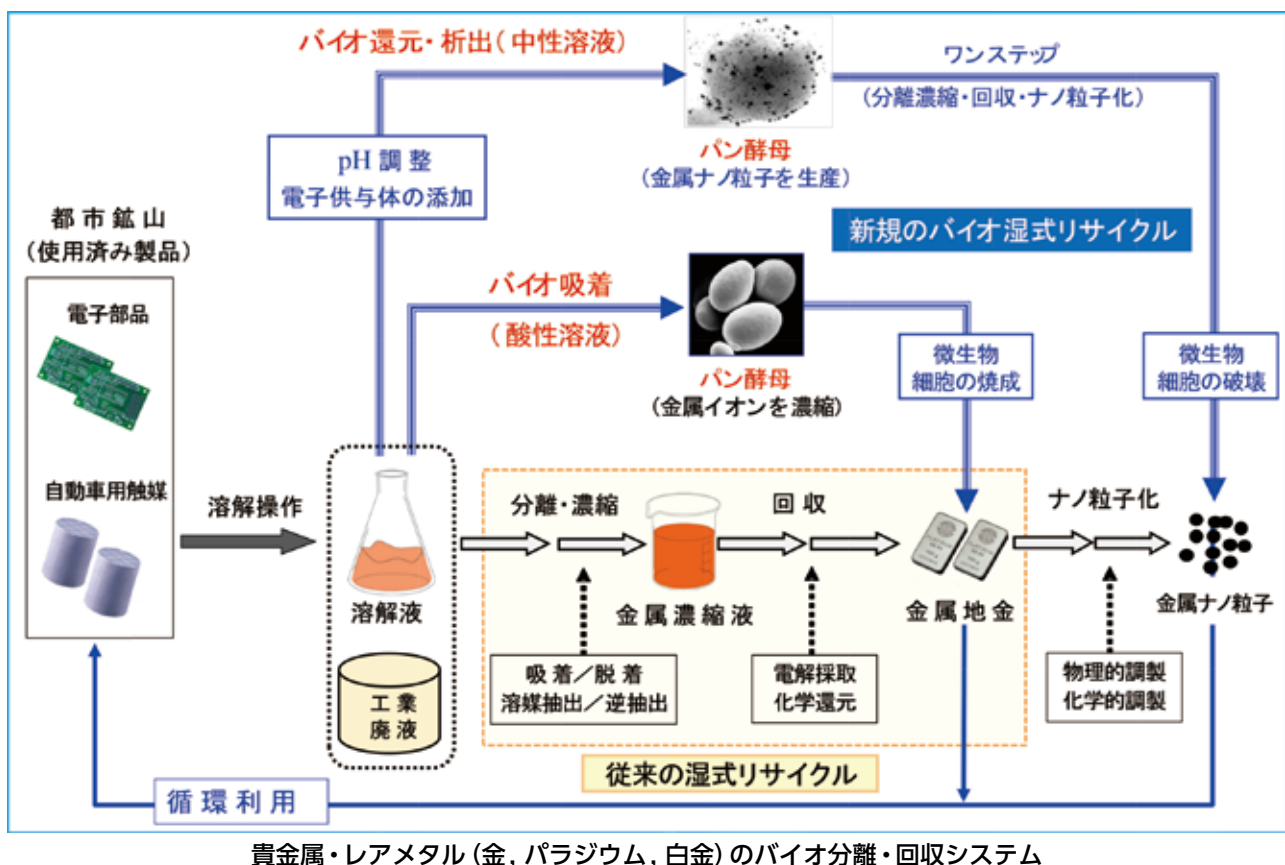 バイオ還元・析出(中性溶液)
ワンステップ
(分離濃縮・回収・ナノ粒子化)
pH 調整
電子供与体の添加
パン酵母
(金属ナノ粒子を生産)
都市鉱山
(使用済み製品)
新規のバイオ湿式リサイクル
電子部品
バイオ吸着
(酸性溶液)
微生物
細胞の焼成
微生物
細胞の破壊
パン酵母
(金属イオンを濃縮)
自動車用触媒
溶解操作
分離・濃縮
回収
ナノ粒子化
溶解液
金属濃縮液
金属地金
金属ナノ粒子
吸着/脱着
溶媒抽出/逆抽出
電解採取
化学還元
物理的調製
化学的調製
工業
廃液
従来の湿式リサイクル
循環利用
貴金属・レアメタル(金,パラジウム,白金)のバイオ分離・回収システム